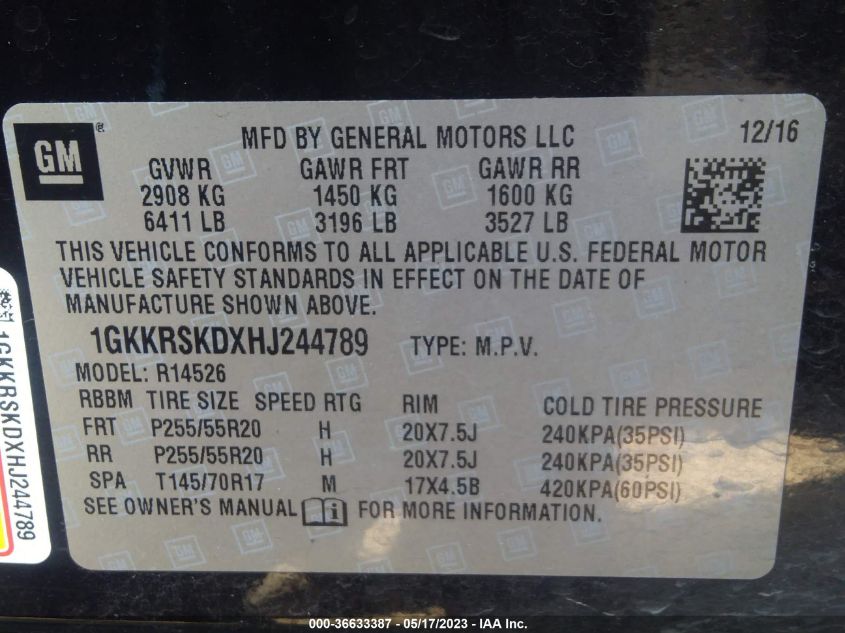 GM ®
MFD BY GENERAL MOTORS LLC 12/16
GVWR GAWR FRT GAWR RR
2908 KG 1450 KG 1600 KG
6411 LB 3196 LB 3527 LB
THIS VEHICLE CONFORMS TO ALL APPLICABLE U.S. FEDERAL MOTOR
VEHICLE SAFETY STANDARDS IN EFFECT ON THE DATE OF
MANUFACTURE SHOWN ABOVE.
1GKKRSKDXHJ244789 TYPE: M.P.V.
MODEL: R14526
RBBM TIRE SIZE SPEED RTG RIM COLD TIRE PRESSURE
FRT P255/55R20 H 20X7.5J 240KPA(35PSI)
RR P255/55R20 H 20X7.5J 240KPA(35PSI)
SPA T145/70R17 M 17X4.5B 420KPA(60PSI)
SEE OWNER'S MANUAL i FOR MORE INFORMATION.
1GKKRSKDXHJ244789
000-36633387 - 05/17/2023 - IAA Inc.